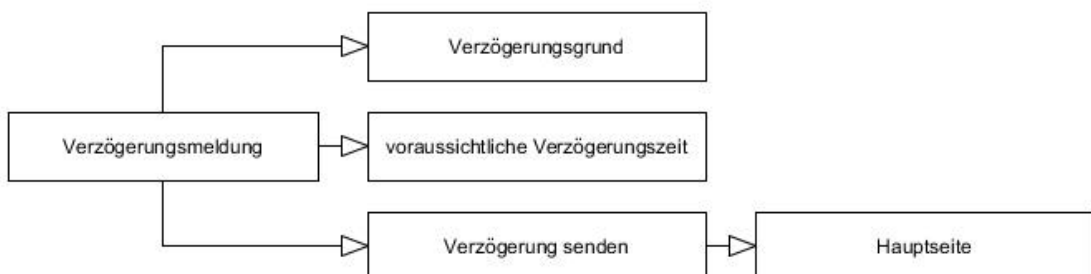 Verzögerungsgrund
Verzögerungsmeldung
voraussichtliche Verzögerungszeit
Verzögerung senden
Hauptseite